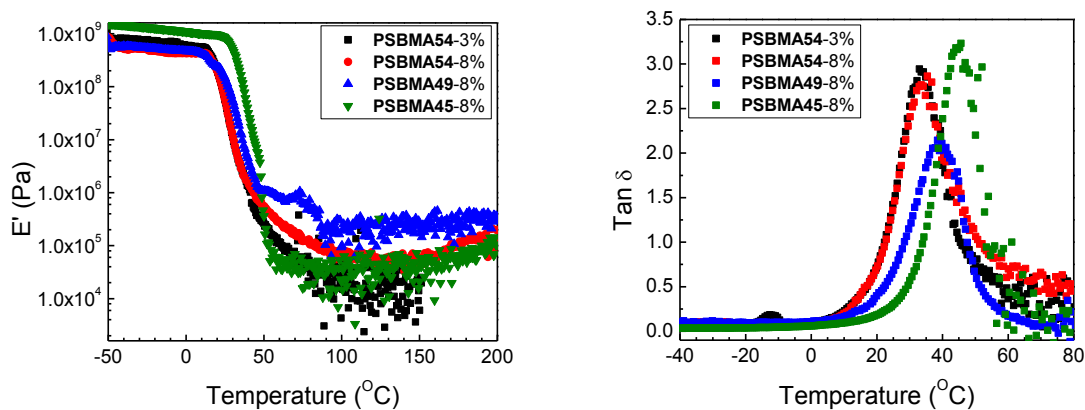 1.0x10⁹
1.0x10⁸
1.0x10⁷
1.0x10⁶
1.0x10⁵
1.0x10⁴
E' (Pa)
-50 0 50 100 150 200
Temperature (ᴼC)
PSBMA54-3%
PSBMA54-8%
PSBMA49-8%
PSBMA45-8%
3.5
3.0
2.5
2.0
1.5
1.0
0.5
0.0
Tan δ
-40 -20 0 20 40 60 80
Temperature (ᴼC)
PSBMA54-3%
PSBMA54-8%
PSBMA49-8%
PSBMA45-8%